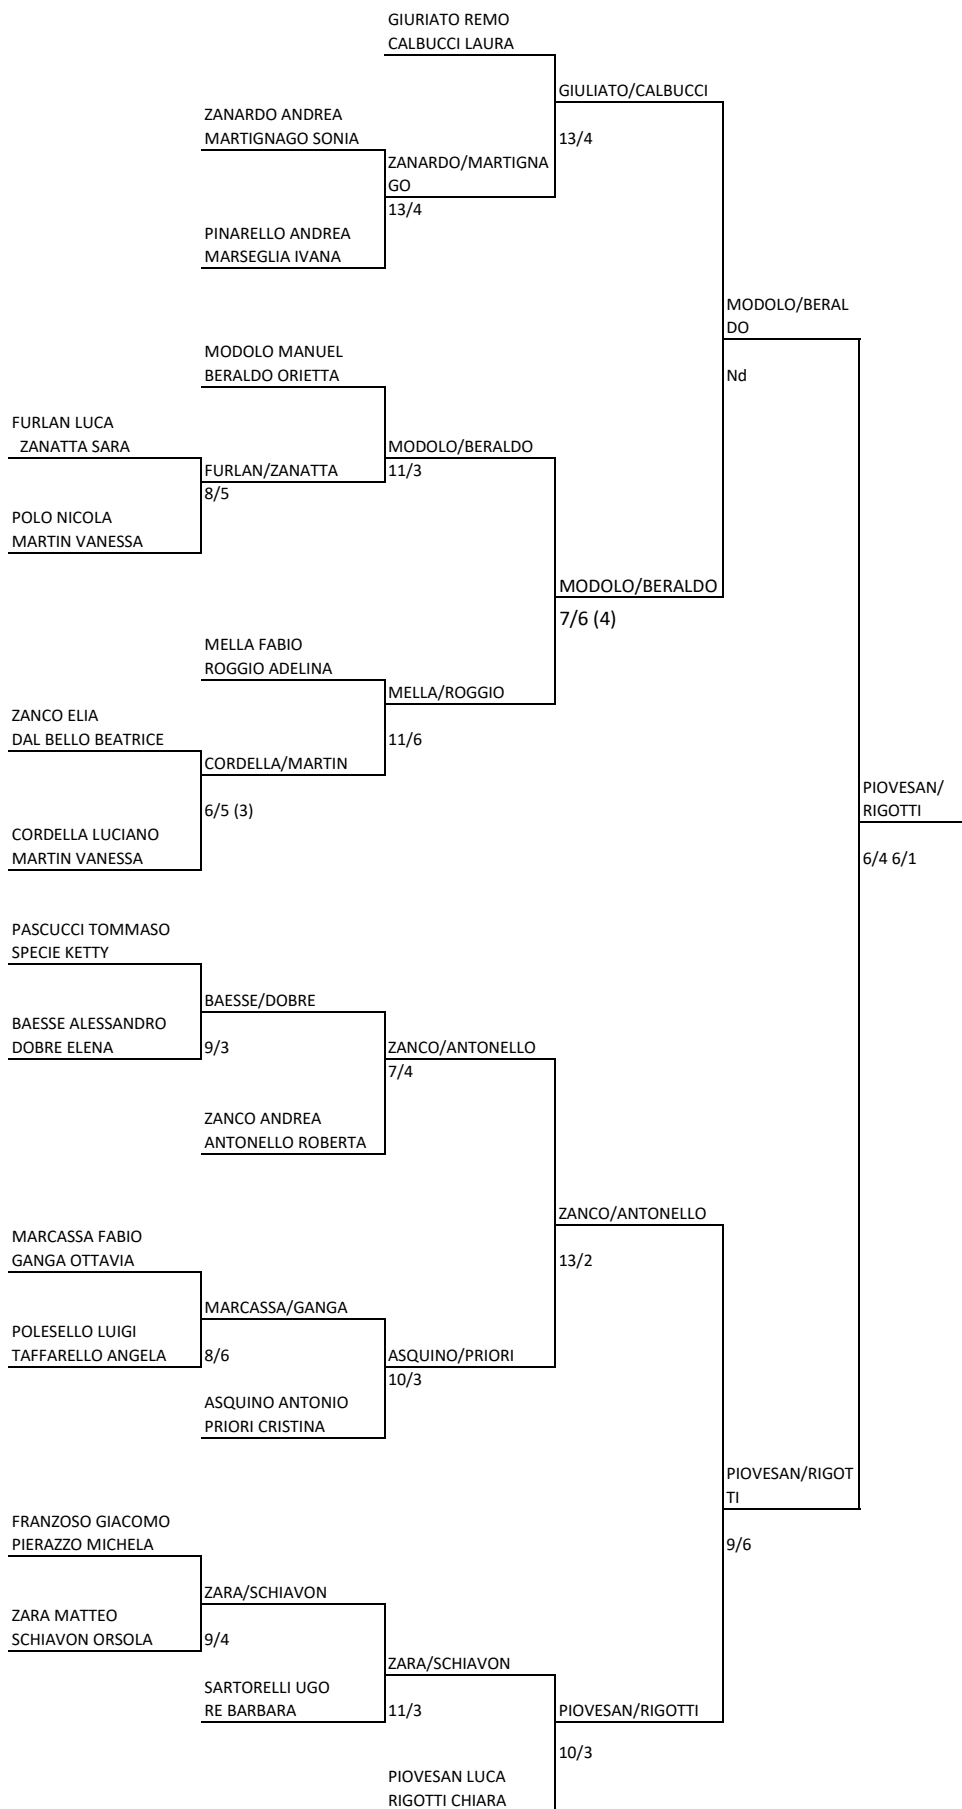 GIURIATO REMO
CALBUCCI LAURA
GIULIATO/CALBUCCI
ZANARDO ANDREA
MARTIGNAGO SONIA
13/4
ZANARDO/MARTIGNA
GO
13/4
PINARELLO ANDREA
MARSEGLIA IVANA
MODOLO/BERAL
DO
MODOLO MANUEL
BERALDO ORIETTA
Nd
FURLAN LUCA
ZANATTA SARA
MODOLO/BERALDO
FURLAN/ZANATTA
11/3
8/5
POLO NICOLA
MARTIN VANESSA
MODOLO/BERALDO
7/6 (4)
MELLA FABIO
ROGGIO ADELINA
MELLA/ROGGIO
ZANCO ELIA
DAL BELLO BEATRICE
11/6
CORDELLA/MARTIN
PIOVESAN/
RIGOTTI
6/5 (3)
CORDELLA LUCIANO
MARTIN VANESSA
6/4 6/1
PASCUCCI TOMMASO
SPECIE KETTY
BAESSE/DOBRE
BAESSE ALESSANDRO
DOBRE ELENA
9/3
ZANCO/ANTONELLO
7/4
ZANCO ANDREA
ANTONELLO ROBERTA
ZANCO/ANTONELLO
MARCASSA FABIO
GANGA OTTAVIA
13/2
MARCASSA/GANGA
POLESELLO LUIGI
TAFFARELLO ANGELA
8/6
ASQUINO/PRIORI
10/3
ASQUINO ANTONIO
PRIORI CRISTINA
PIOVESAN/RIGOT
TI
FRANZOSO GIACOMO
PIERAZZO MICHELA
9/6
ZARA/SCHIAVON
ZARA MATTEO
SCHIAVON ORSOLA
9/4
ZARA/SCHIAVON
SARTORELLI UGO
RE BARBARA
11/3
PIOVESAN/RIGOTTI
10/3
PIOVESAN LUCA
RIGOTTI CHIARA